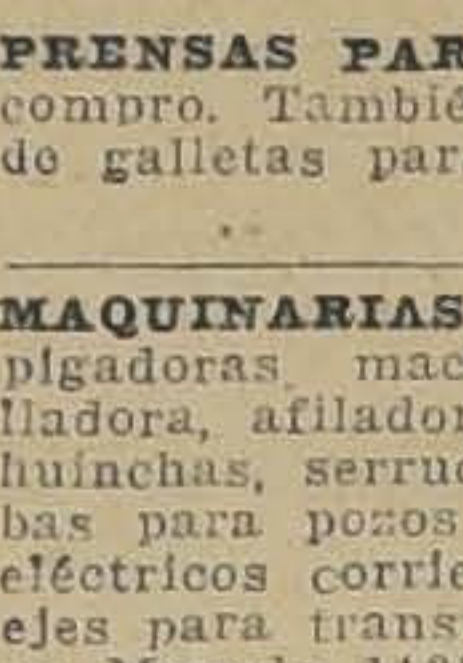 PRENSAS PAR
compro. Tambié
de galletas par
MAQUINARIAS
pigadoras, mac
lladora, afilador
huinchas, serruc
bas para pozos
eléctricos corrie
ejes para trans